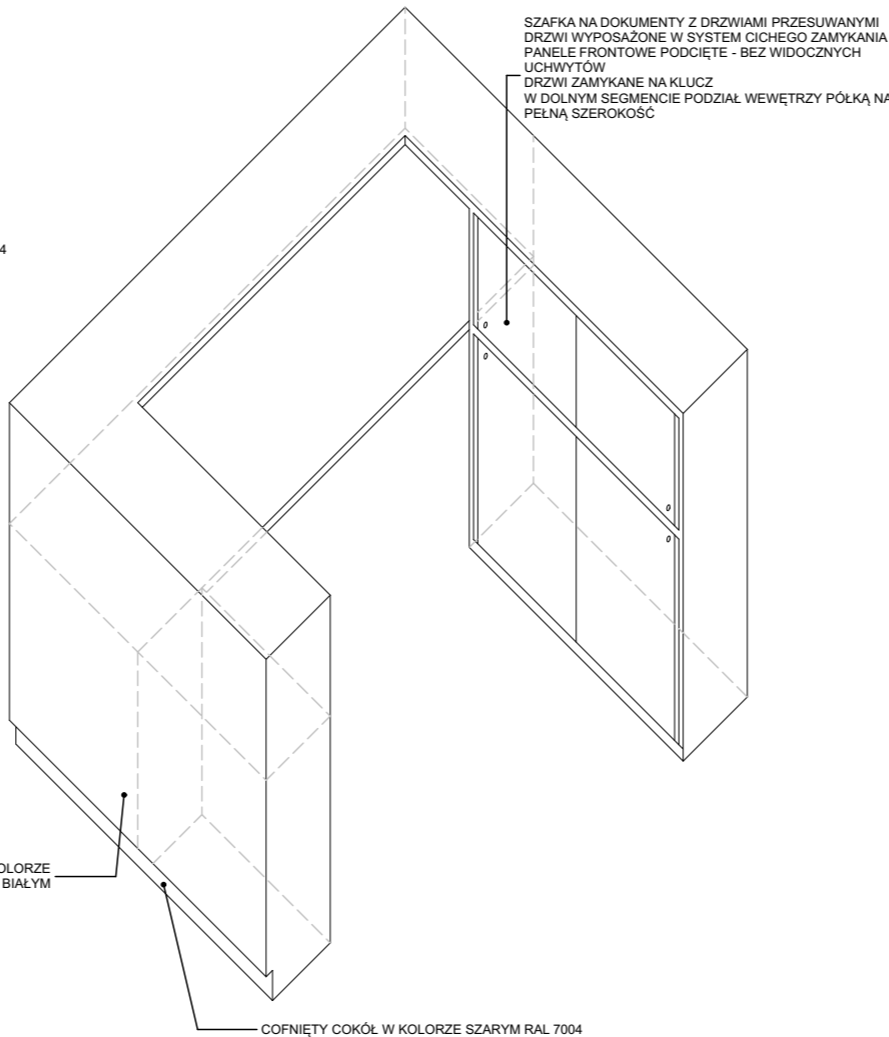 SZAFKA NA DOKUMENTY Z DRZWIAMI PRZESUWANYMI
DRZWI WYPOSAŻONE W SYSTEM CICHEGO ZAMYKANIA
PANELE FRONTOWE PODCIĘTE - BEZ WIDOCZNYCH
UCHWYTÓW
DRZWI ZAMYKANE NA KLUCZ
W DOLNYM SEGMENCIE PODZIAŁ WEWĘTRZY PÓŁKĄ NA
PEŁNĄ SZEROKOŚĆ
4
OLORZE
BIAŁYM
COFNIĘTY COKÓŁ W KOLORZE SZARYM RAL 7004